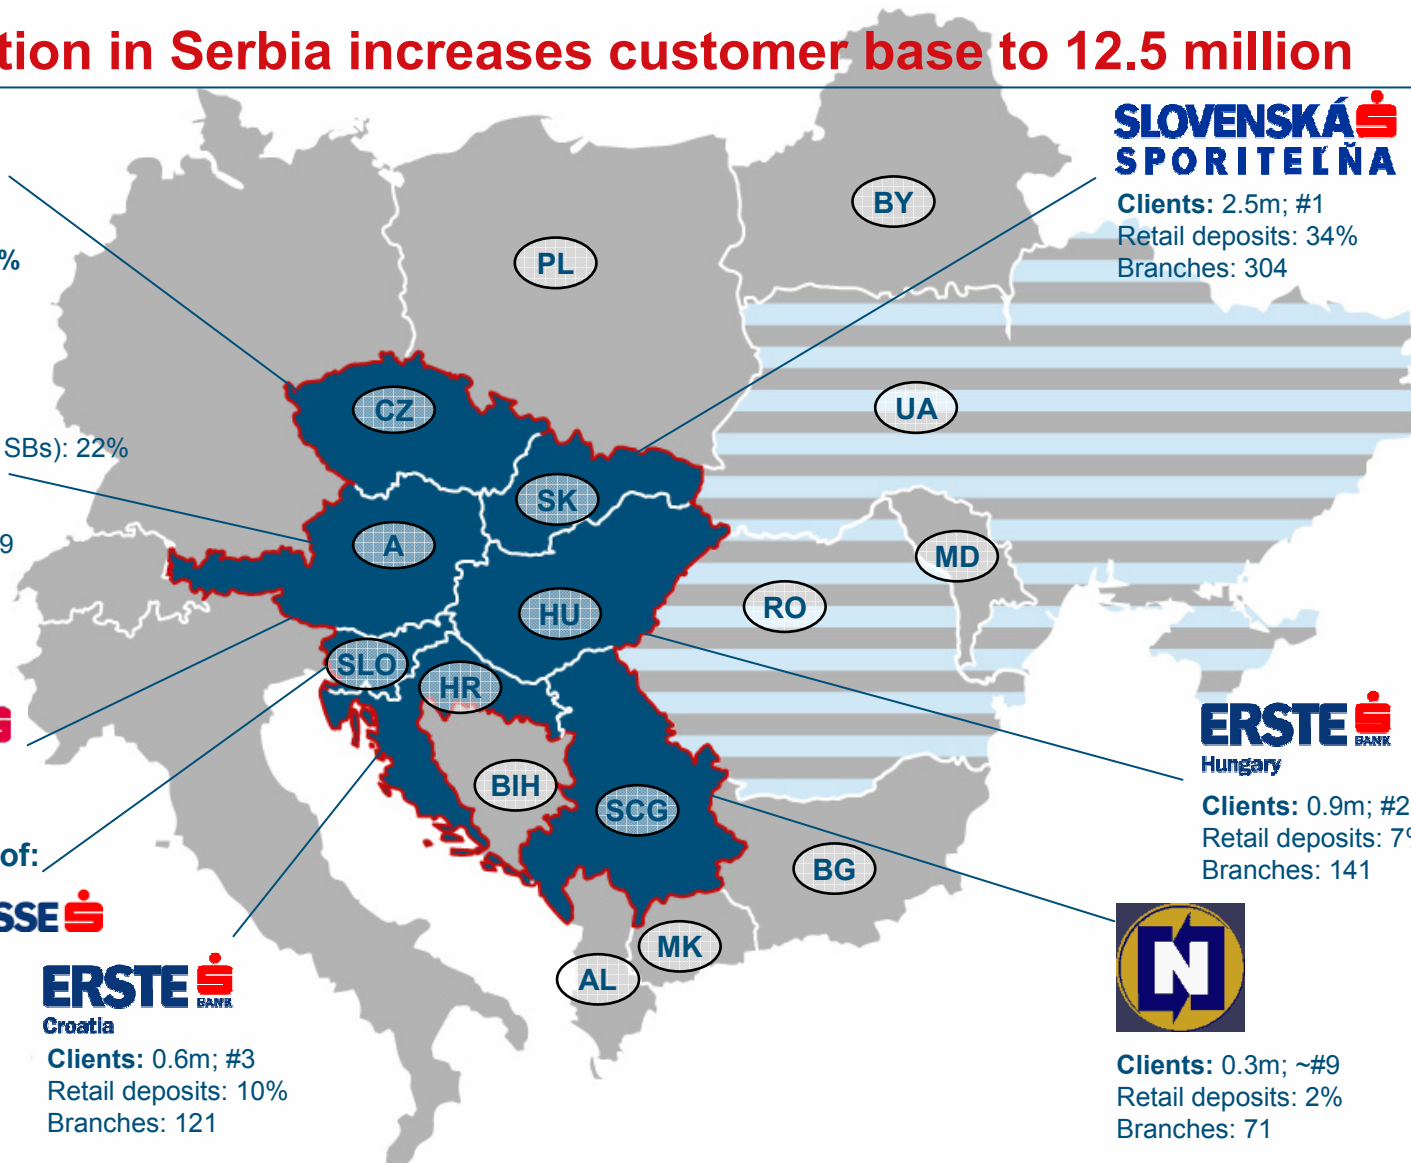 tion in Serbia increases customer base to 12.5 million
SLOVENSKÁ
SPORITEĽŇA
Clients: 2.5m; #1
Retail deposits: 34%
Branches: 304
BY
PL
%
UA
CZ
SBs): 22%
SK
A
9
MD
HU
RO
SLO
HR
ERSTE
BANK
Hungary
Clients: 0.9m; #2
Retail deposits: 7%
Branches: 141
BIH
SCG
of:
BG
SSE
MK
AL
N
ERSTE
BANK
Croatia
Clients: 0.6m; #3
Retail deposits: 10%
Branches: 121
Clients: 0.3m; ~#9
Retail deposits: 2%
Branches: 71